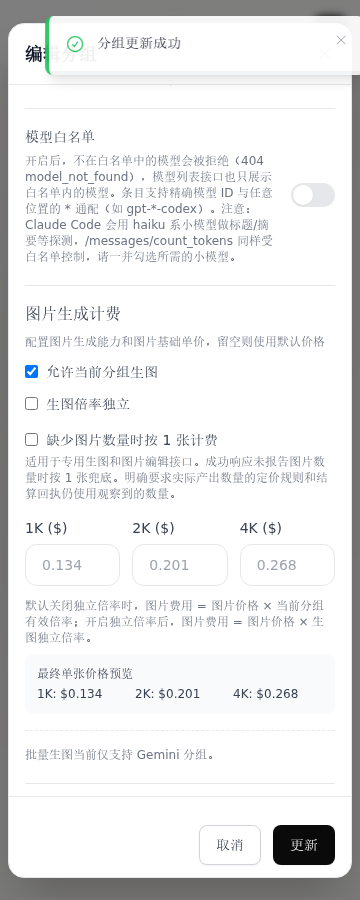 分组更新成功
编辑分组
模型白名单
开启后，不在白名单中的模型会被拒绝（404
model_not_found），模型列表接口也只展示
白名单内的模型。条目支持精确模型 ID 与任意
位置的 * 通配（如 gpt-*-codex）。注意：
Claude Code 会用 haiku 系小模型做标题/摘
要等探测，/messages/count_tokens 同样受
白名单控制，请一并勾选所需的小模型。
图片生成计费
配置图片生成能力和图片基础单价，留空则使用默认价格
允许当前分组生图
生图倍率独立
缺少图片数量时按 1 张计费
适用于专用生图和图片编辑接口。成功响应未报告图片数
量时按 1 张兜底。明确要求实际产出数量的定价规则和结
算回执仍使用观察到的数量。
1K ($) 2K ($) 4K ($)
0.134 0.201 0.268
默认关闭独立倍率时，图片费用 = 图片价格 × 当前分组
有效倍率；开启独立倍率后，图片费用 = 图片价格 × 生
图独立倍率。
最终单张价格预览
1K: $0.134 2K: $0.201 4K: $0.268
批量生图当前仅支持 Gemini 分组。
取消 更新